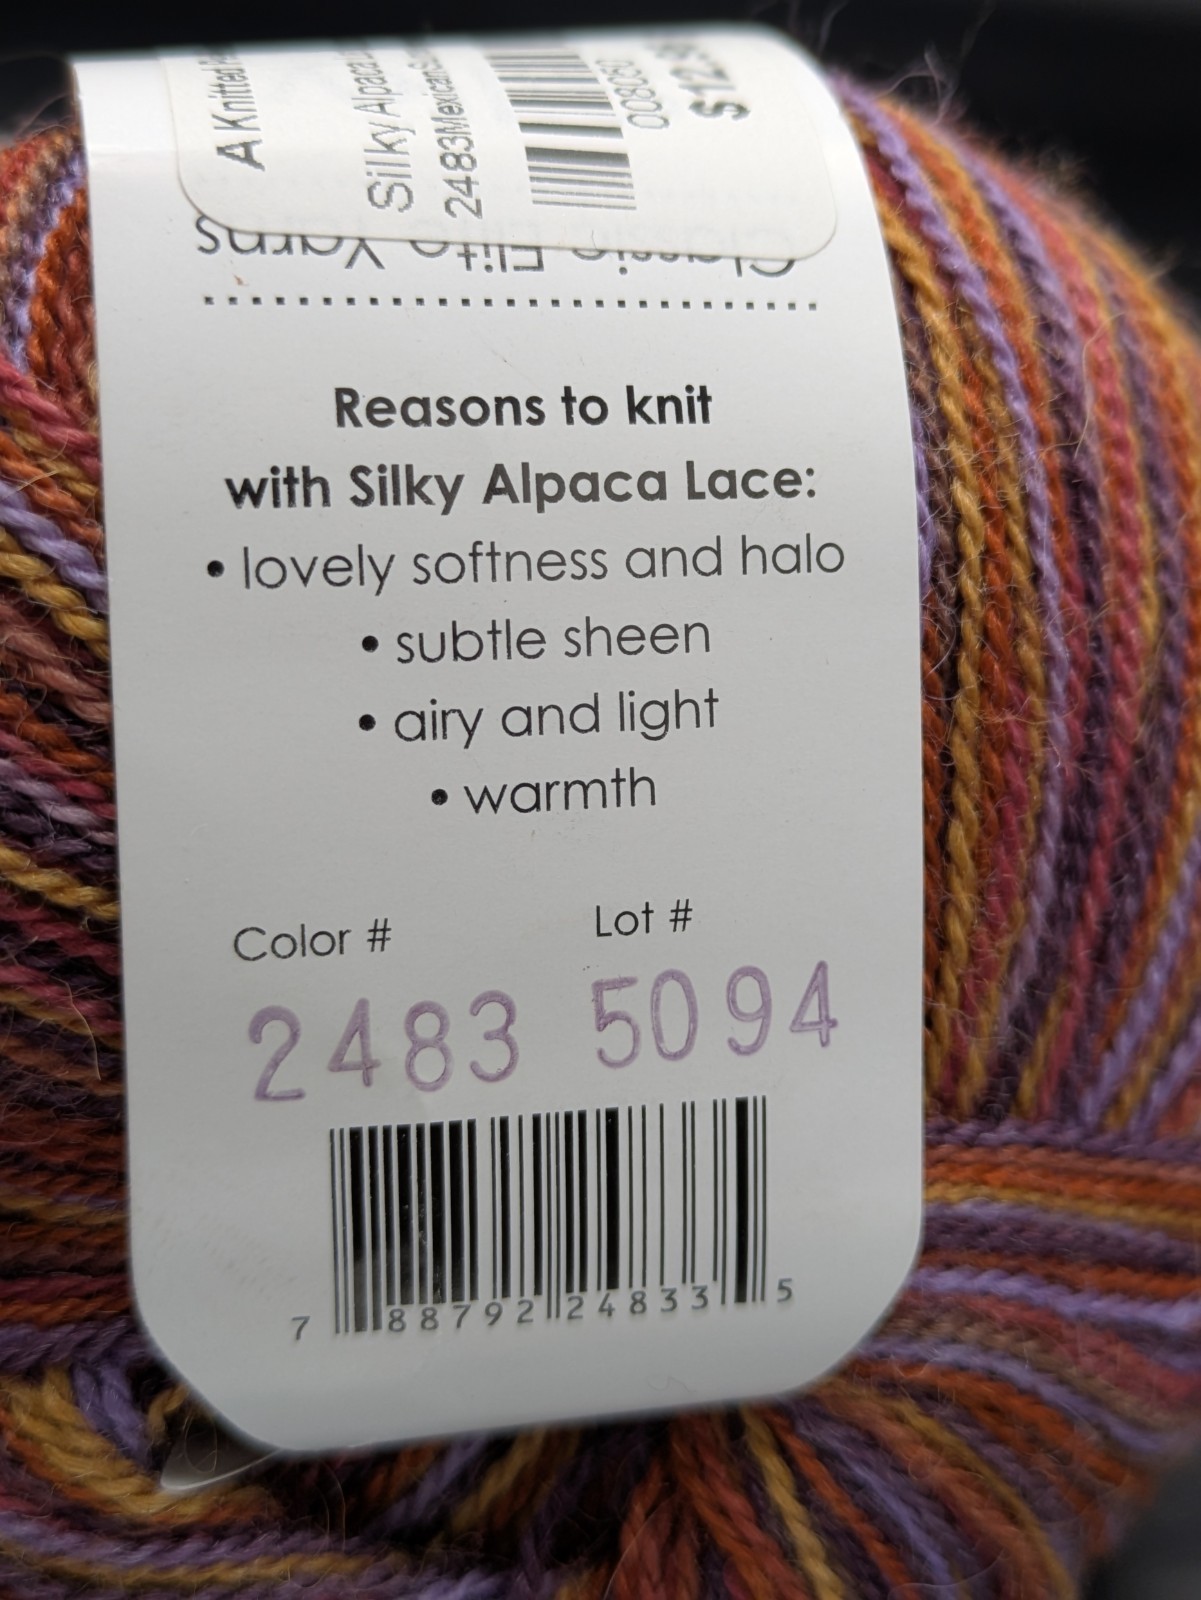 A Knitted
Silky Alpaca
2483Mexican
008060
Classic Elite Yarns
Reasons to knit
with Silky Alpaca Lace:
• lovely softness and halo
• subtle sheen
• airy and light
• warmth
Color # Lot #
2483 5094
7 88792 24833 5